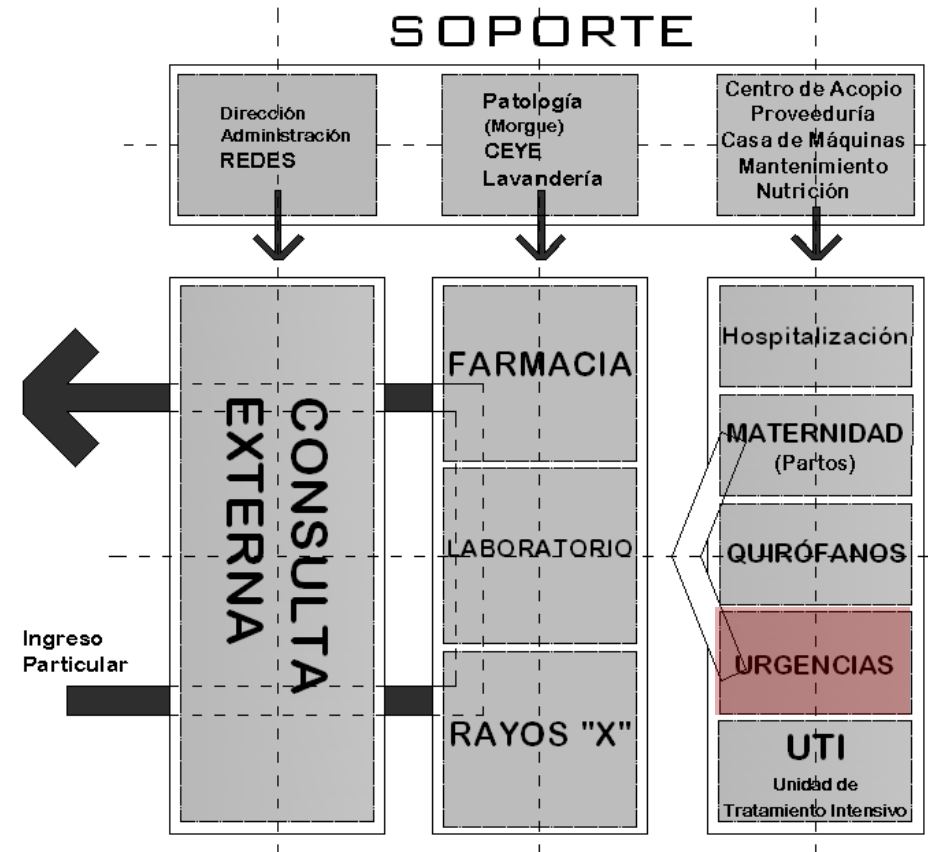 SOPORTE
Dirección
Administración
REDES
Patología
(Morgue)
CEYE
Lavandería
Centro de Acopio
Proveeduría
Casa de Máquinas
Mantenimiento
Nutrición
CONSULTA
EXTERNA
Ingreso
Particular
FARMACIA
LABORATORIO
RAYOS "X"
Hospitalización
MATERNIDAD
(Partos)
QUIRÓFANOS
URGENCIAS
UTI
Unidad de
Tratamiento Intensivo